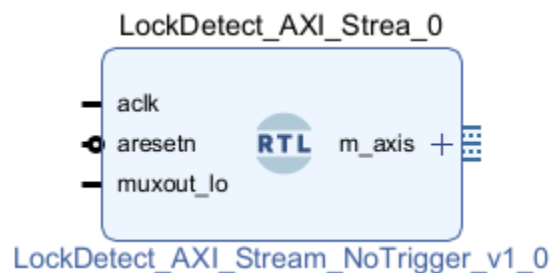 LockDetect_AXI_Strea_0
aclk
aresetn
RTL
m_axis
muxout_lo
LockDetect_AXI_Stream_NoTrigger_v1_0